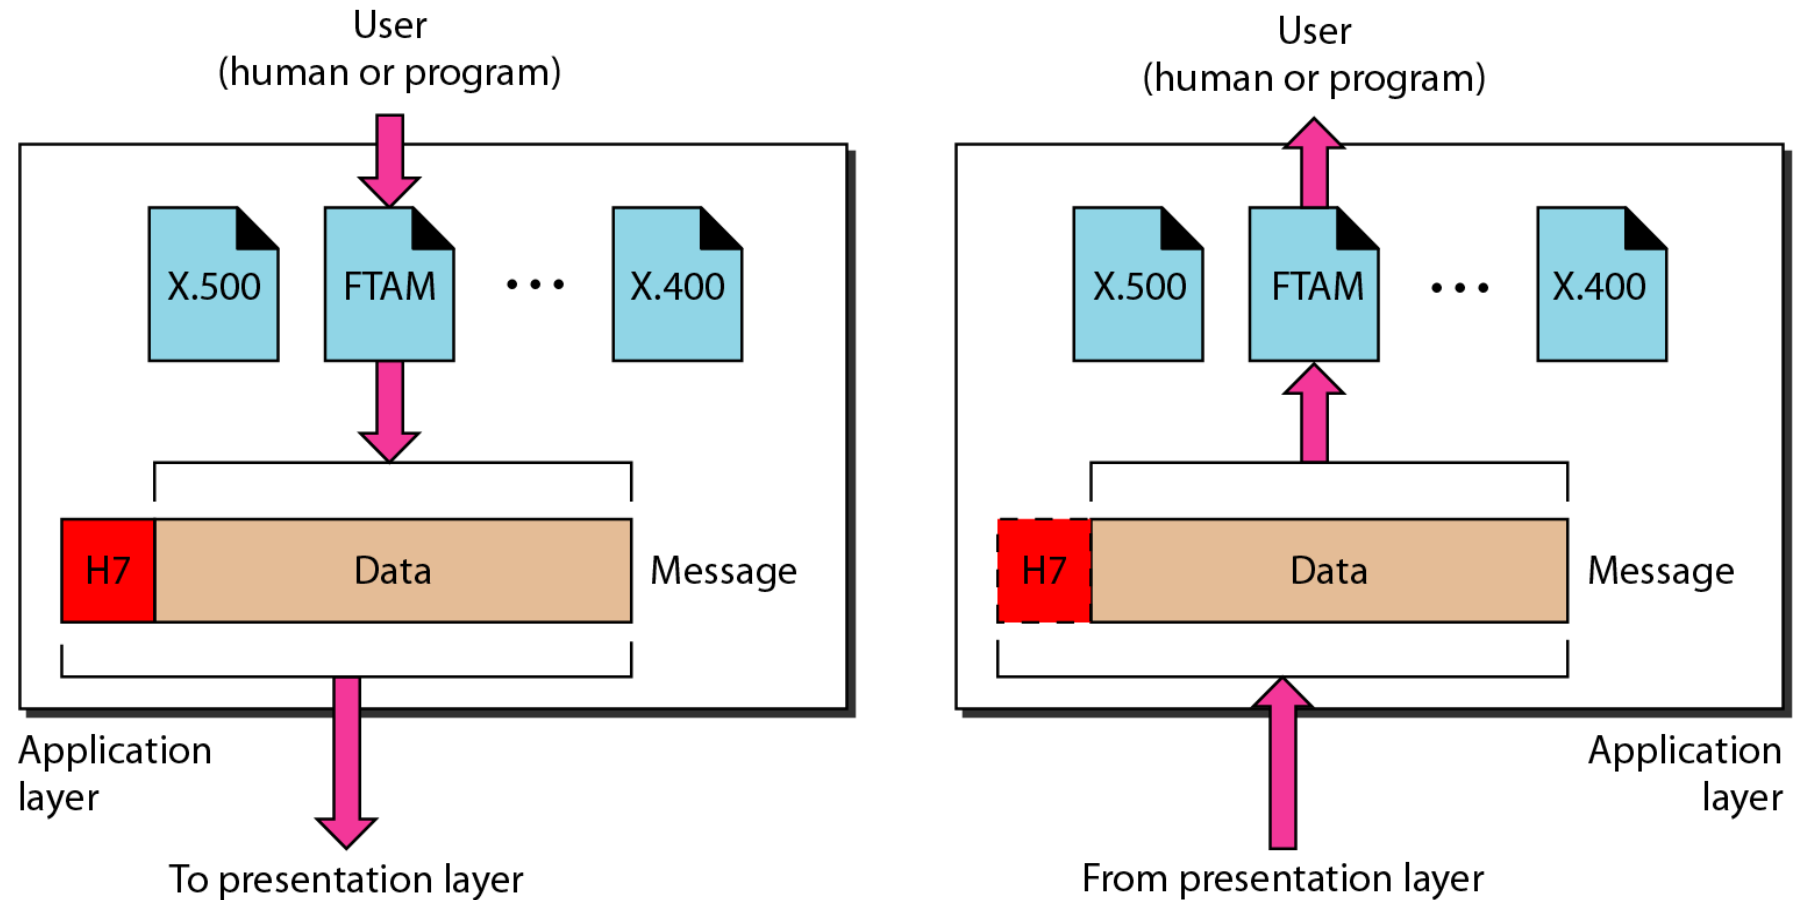 User
(human or program)
X.500
FTAM
...
X.400
H7
Data
Message
Application
layer
To presentation layer
User
(human or program)
X.500
FTAM
...
X.400
H7
Data
Message
Application
layer
From presentation layer